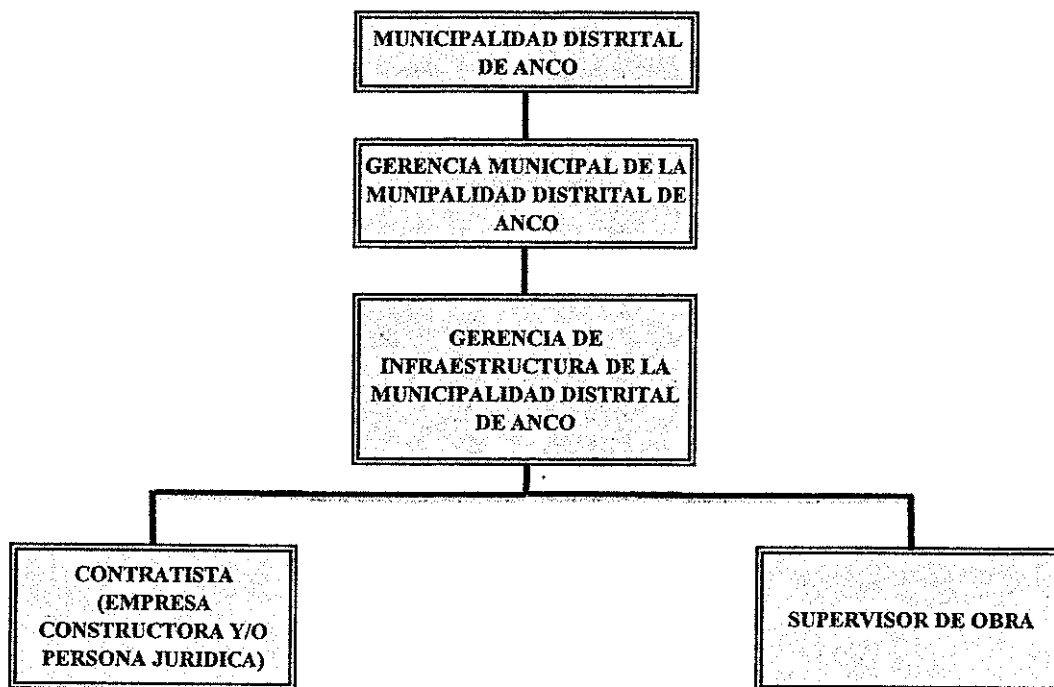 MUNICIPALIDAD DISTRITAL
DE ANCO
GERENCIA MUNICIPAL DE LA
MUNIPALIDAD DISTRITAL DE
ANCO
GERENCIA DE
INFRAESTRUCTURA DE LA
MUNICIPALIDAD DISTRITAL
DE ANCO
CONTRATISTA
(EMPRESA
CONSTRUCTORA Y/O
PERSONA JURIDICA)
SUPERVISOR DE OBRA